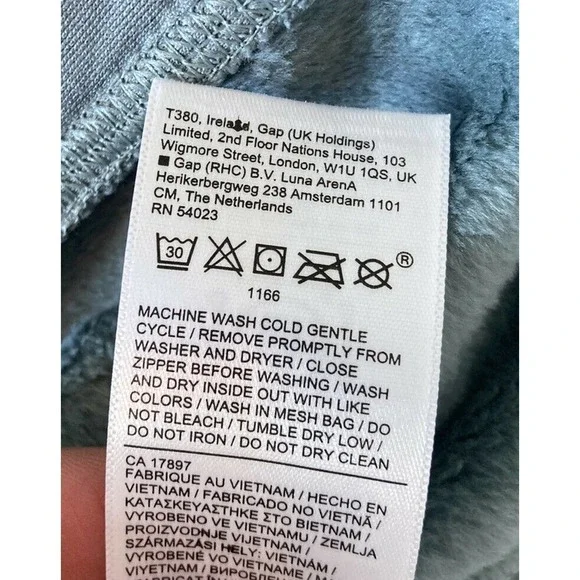 T380, Ireland, Gap (UK Holdings)
Limited, 2nd Floor Nations House, 103
Wigmore Street, London, W1U 1QS, UK
■ Gap (RHC) B.V. Luna ArenA
Herikerbergweg 238 Amsterdam 1101
CM, The Netherlands
RN 54023
30 ®
1166
MACHINE WASH COLD GENTLE
CYCLE / REMOVE PROMPTLY FROM
WASHER AND DRYER / CLOSE
ZIPPER BEFORE WASHING / WASH
AND DRY INSIDE OUT WITH LIKE
COLORS / WASH IN MESH BAG / DO
NOT BLEACH / TUMBLE DRY LOW /
DO NOT IRON / DO NOT DRY CLEAN
CA 17897
FABRIQUE AU VIETNAM / HECHO EN
VIETNAM / FABRICADO NO VIETNÃ /
ΚΑΤΑΣΚΕΥΑΣΤΗΚΕ ΣΤΟ ΒΙΕΤΝΑΜ /
VYROBENO VE VIETNAMU / ZEMLJA
PROIZVODNJE VIJETNAM /
SZÁRMAZÁSI HELY: VIETNÁM /
VYROBENÉ VO VIETNAME /
VIETNAM